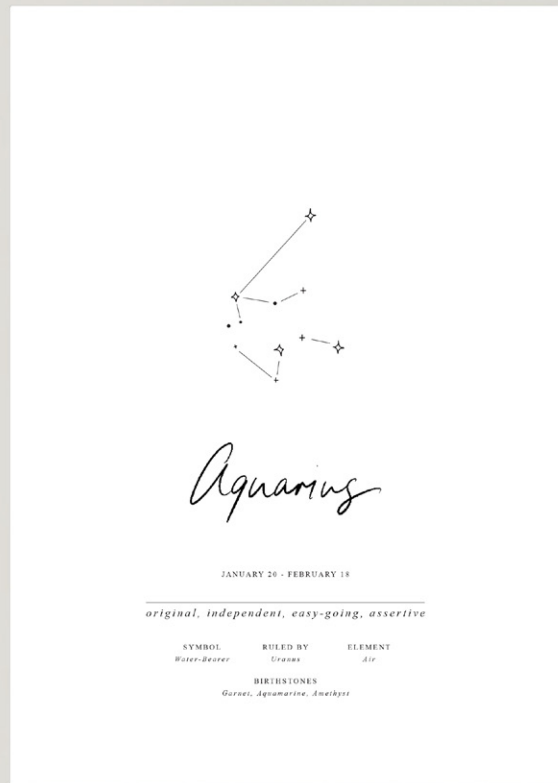 Aquarius
JANUARY 20 - FEBRUARY 18
original, independent, easy-going, assertive
SYMBOL RULED BY ELEMENT
Water-Bearer Uranus Air
BIRTHSTONES
Garnet, Aquamarine, Amethyst